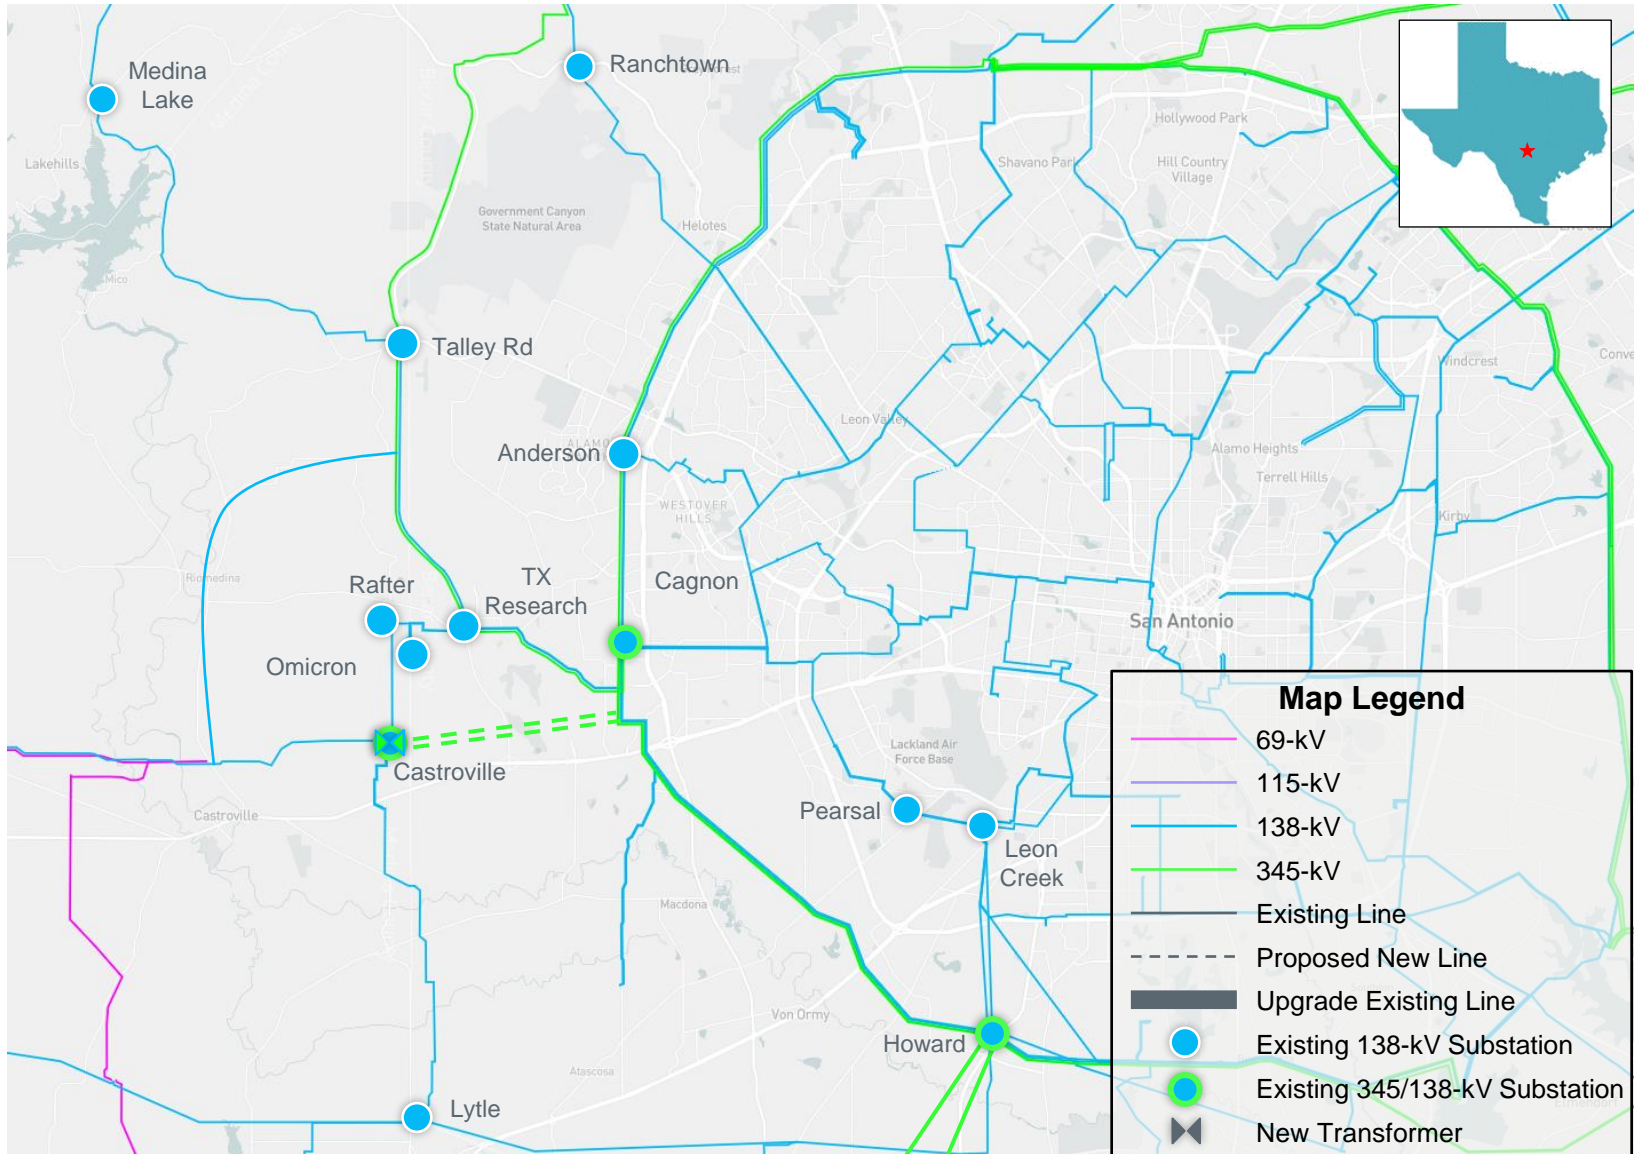 Medina
Lake
Ranchtown
Hollywood Park
Lakehills
Shavano Park
Hill Country
Village
Government Canyon
State Natural Area
Helotes
Mico
Talley Rd
Windcrest
Leon Valley
Anderson
Alamo Heights
Terrell Hills
WESTOVER
HILLS
Kirby
Riomedina
Rafter
TX
Research
Cagnon
San Antonio
Omicron
Castroville
Lackland Air
Force Base
Castroville
Pearsal
Leon
Creek
Macdona
Von Ormy
Howard
Atascosa
Lytle
Map Legend
69-kV
115-kV
138-kV
345-kV
Existing Line
Proposed New Line
Upgrade Existing Line
Existing 138-kV Substation
Existing 345/138-kV Substation
New Transformer